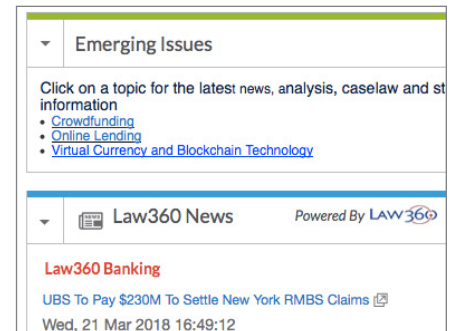 Emerging Issues
Click on a topic for the latest news, analysis, caselaw and st
information
• Crowdfunding
• Online Lending
• Virtual Currency and Blockchain Technology
NEWS
Law360 News
Powered By LAW360
Law360 Banking
UBS To Pay $230M To Settle New York RMBS Claims
Wed, 21 Mar 2018 16:49:12